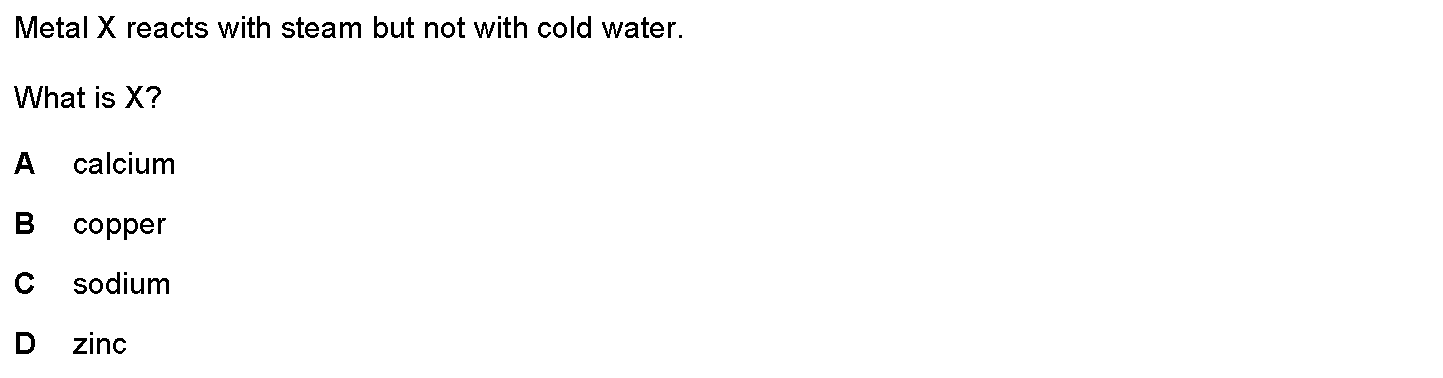 Metal X reacts with steam but not with cold water.
What is X?
A calcium
B copper
C sodium
D zinc